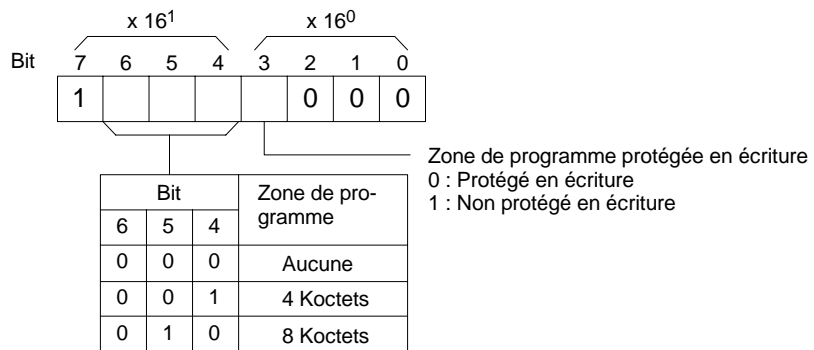 x 16¹ x 16⁰
Bit 7 6 5 4 3 2 1 0
1 0 0 0
Zone de programme protégée en écriture
0 : Protégé en écriture
1 : Non protégé en écriture
Bit Zone de pro-
gramme
6 5 4
0 0 0 Aucune
0 0 1 4 Koctets
0 1 0 8 Koctets